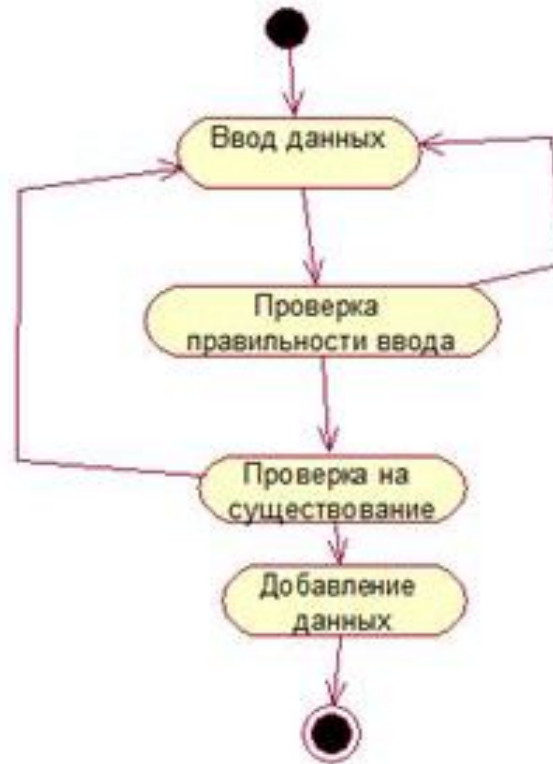 Ввод данных
Проверка
правильности ввода
Проверка на
существование
Добавление
данных